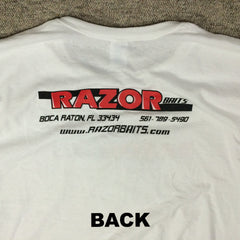 RAZOR BAITS
BOCA RATON, FL 33434 561-789-5490
www.RAZORBAITS.com
BACK